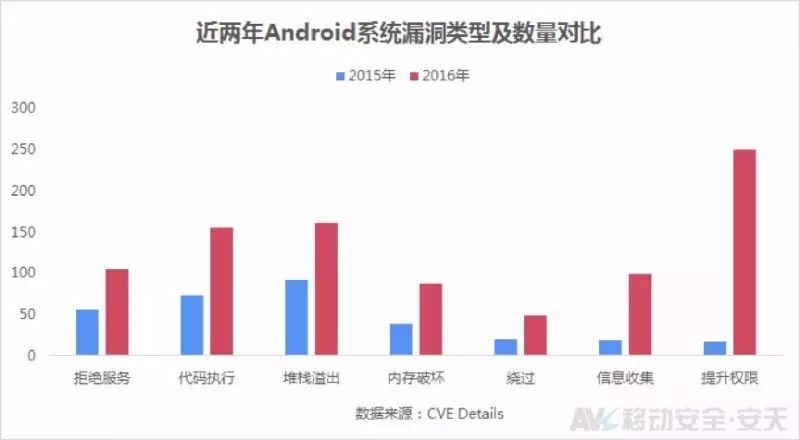 近两年Android系统漏洞类型及数量对比
2015年 2016年
300
250
200
150
100
50
0
拒绝服务 代码执行 堆栈溢出 内存破坏 绕过 信息收集 提升权限
数据来源：CVE Details
AVL移动安全·安天